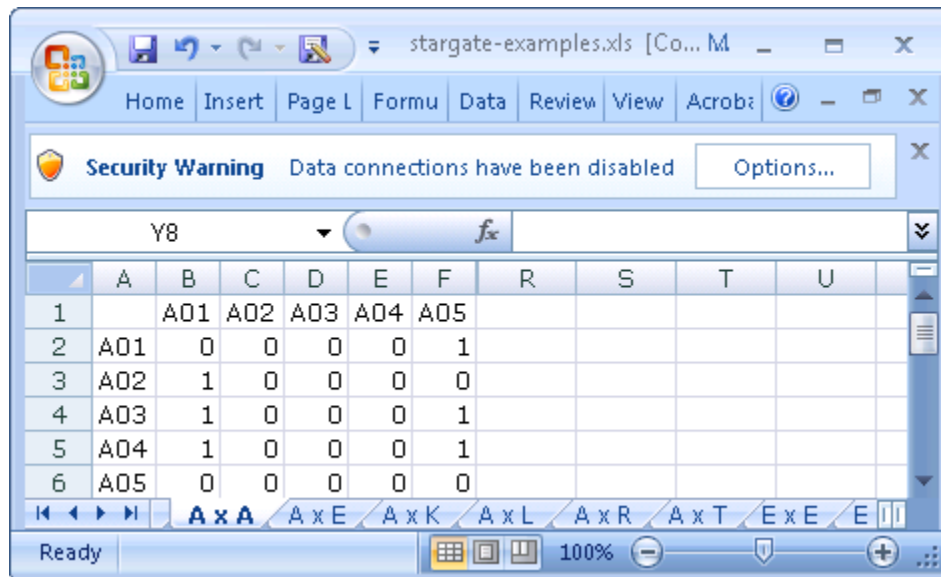 stargate-examples.xls [Co... M
Home Insert Page L Formu Data Review View Acroba
Security Warning Data connections have been disabled Options...
Y8 fx
A B C D E F R S T U
1 A01 A02 A03 A04 A05
2 A01 0 0 0 0 1
3 A02 1 0 0 0 0
4 A03 1 0 0 0 1
5 A04 1 0 0 0 1
6 A05 0 0 0 0 0
A x A A x E A x K A x L A x R A x T E x E E
Ready 100%